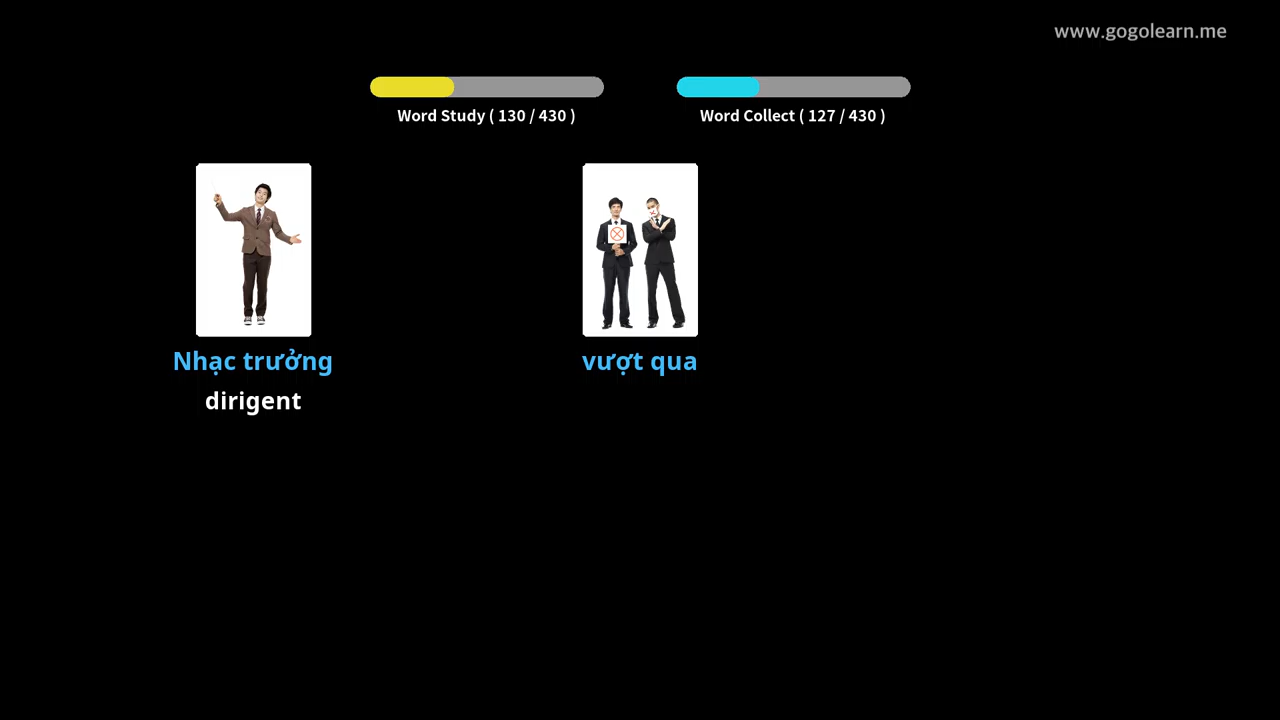 www.gogolearn.me
Word Study ( 130 / 430 )
Word Collect ( 127 / 430 )
Nhạc trưởng
dirigent
vượt qua